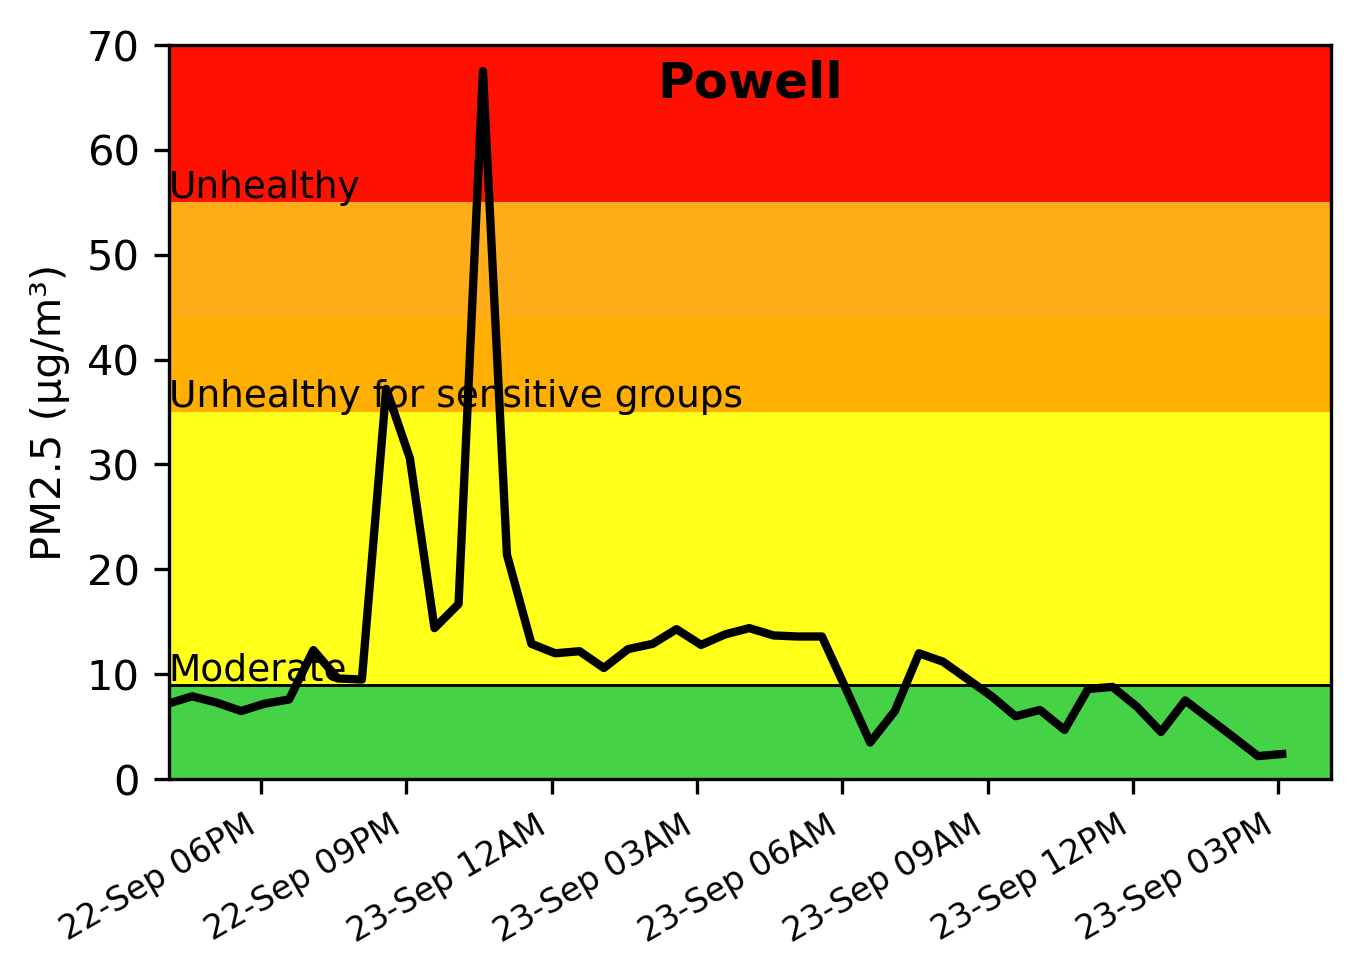 Powell
PM2.5 (µg/m³)
70
60
50
40
30
20
10
0
Unhealthy
Unhealthy for sensitive groups
Moderate
22-Sep 06PM
22-Sep 09PM
23-Sep 12AM
23-Sep 03AM
23-Sep 06AM
23-Sep 09AM
23-Sep 12PM
23-Sep 03PM